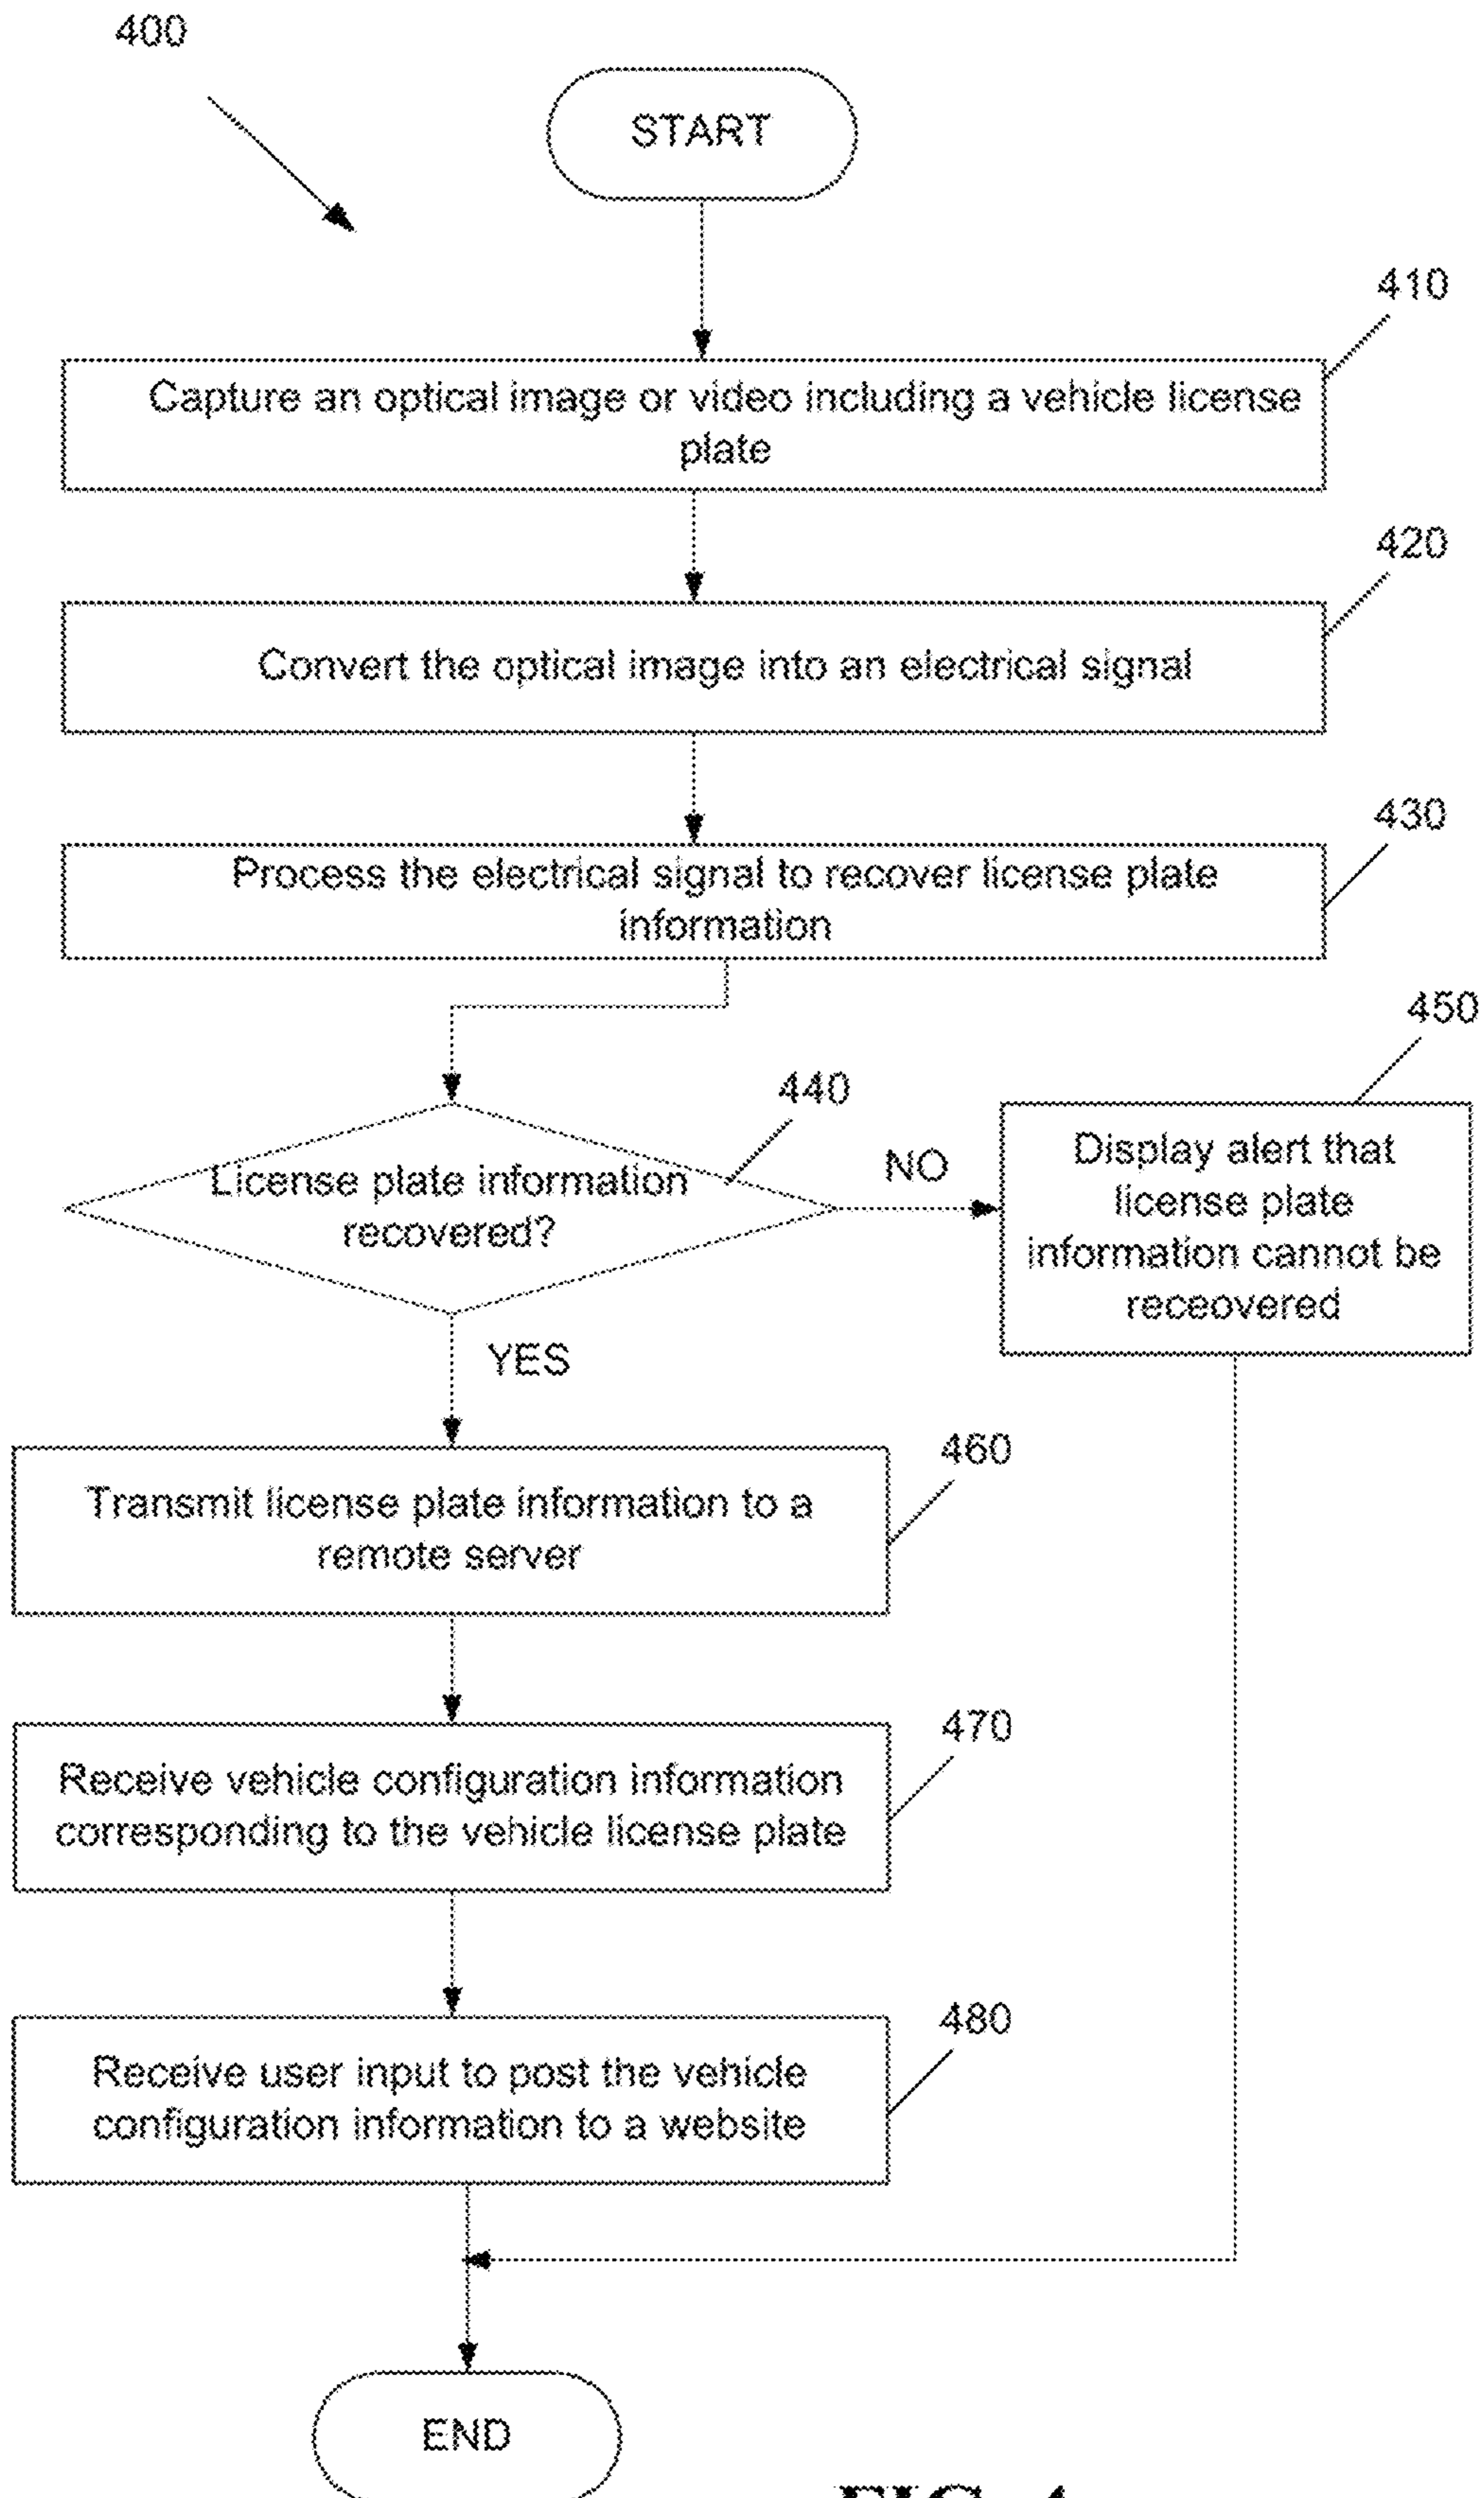 400
START
410
Capture an optical image or video including a vehicle license
plate
420
Convert the optical image into an electrical signal
430
Process the electrical signal to recover license plate
information
440
License plate information
recovered?
NO
450
Display alert that
license plate
information cannot be
receovered
YES
460
Transmit license plate information to a
remote server
470
Receive vehicle configuration information
corresponding to the vehicle license plate
480
Receive user input to post the vehicle
configuration information to a website
END